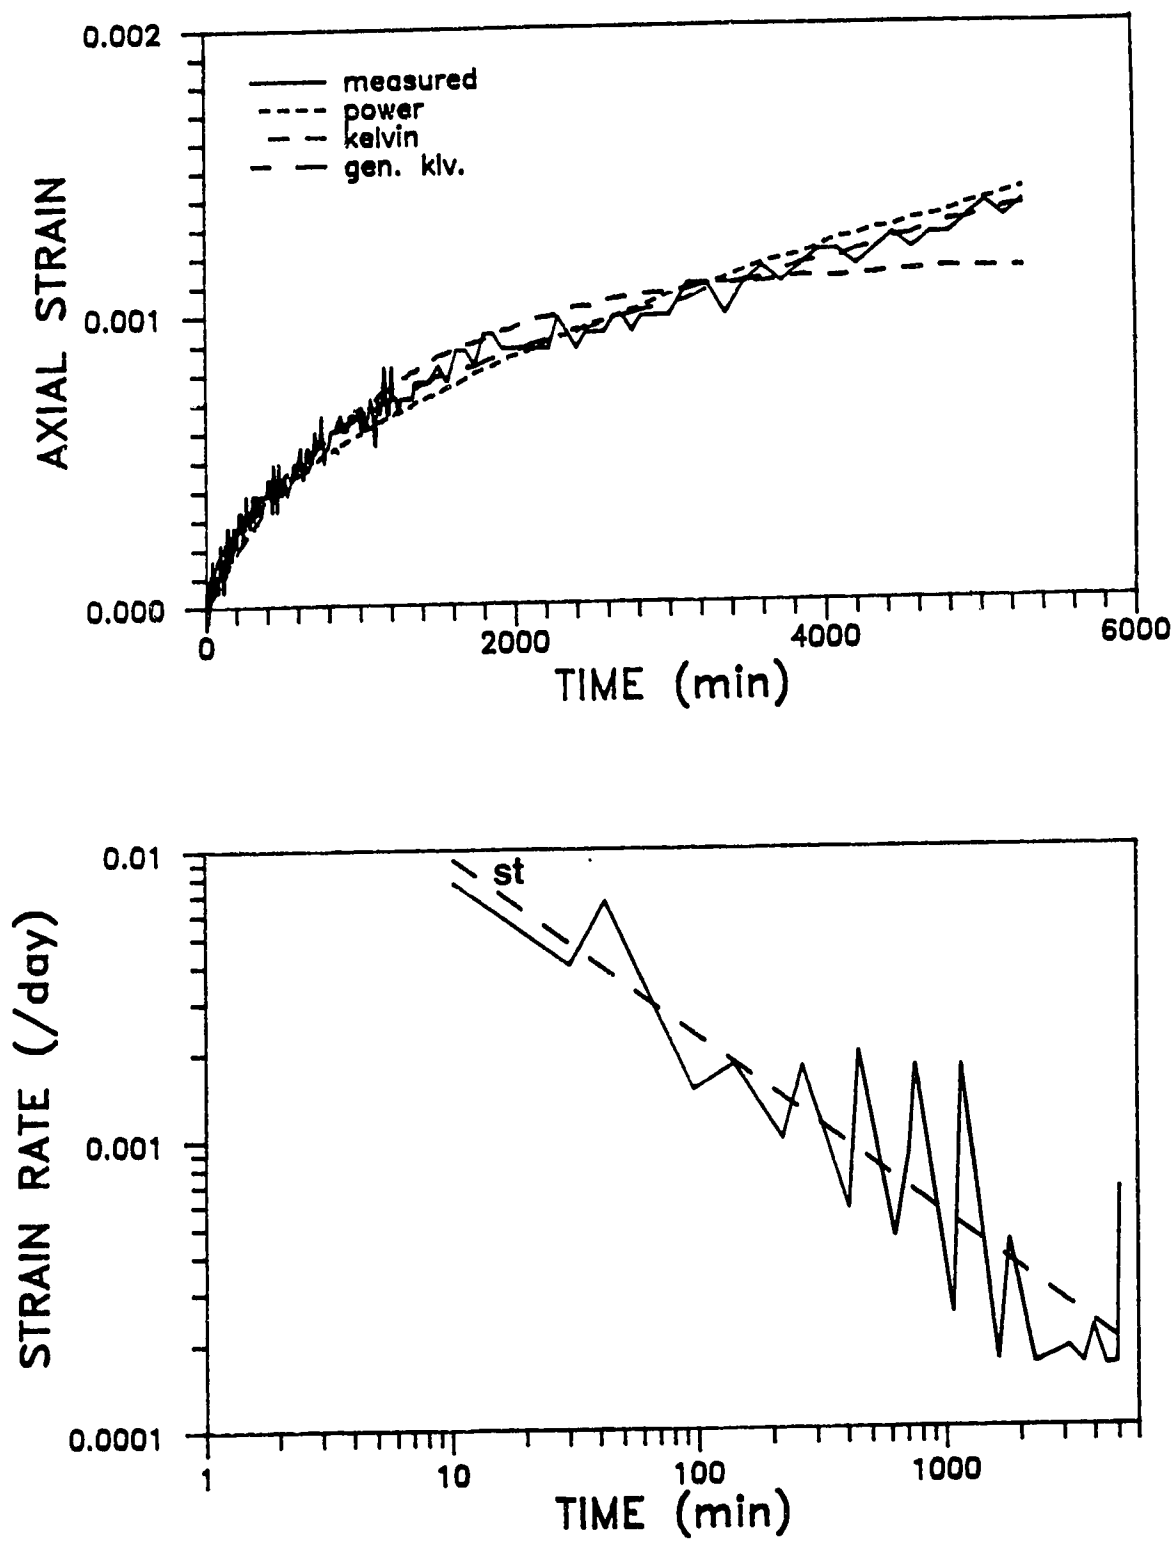 0.002
measured
power
kelvin
gen. klv.
AXIAL STRAIN
0.001
0.000
0
2000
4000
6000
TIME (min)
0.01
st
STRAIN RATE (/day)
0.001
0.0001
1
10
100
1000
TIME (min)